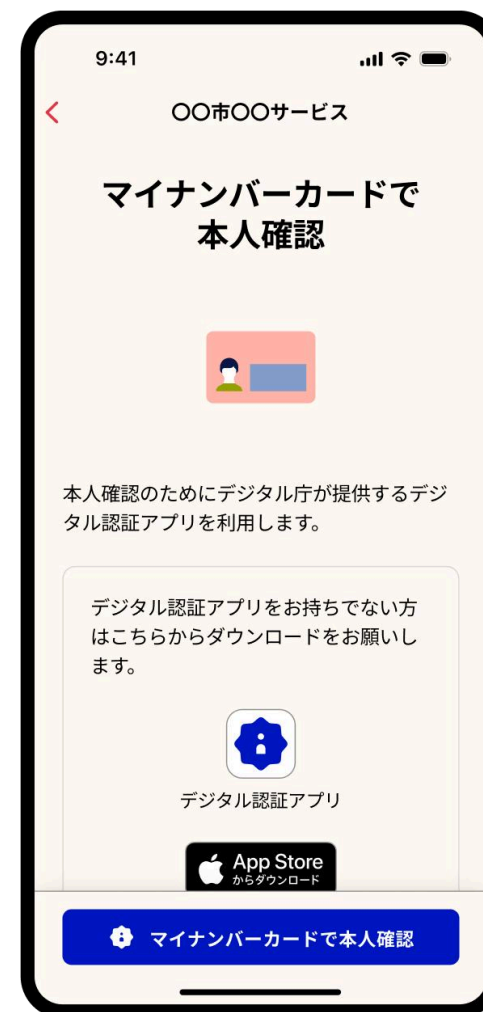 9:41
〇〇市〇〇サービス
マイナンバーカードで
本人確認
本人確認のためにデジタル庁が提供するデジ
タル認証アプリを利用します。
デジタル認証アプリをお持ちでない方
はこちらからダウンロードをお願いし
ます。
デジタル認証アプリ
App Store
からダウンロード
マイナンバーカードで本人確認